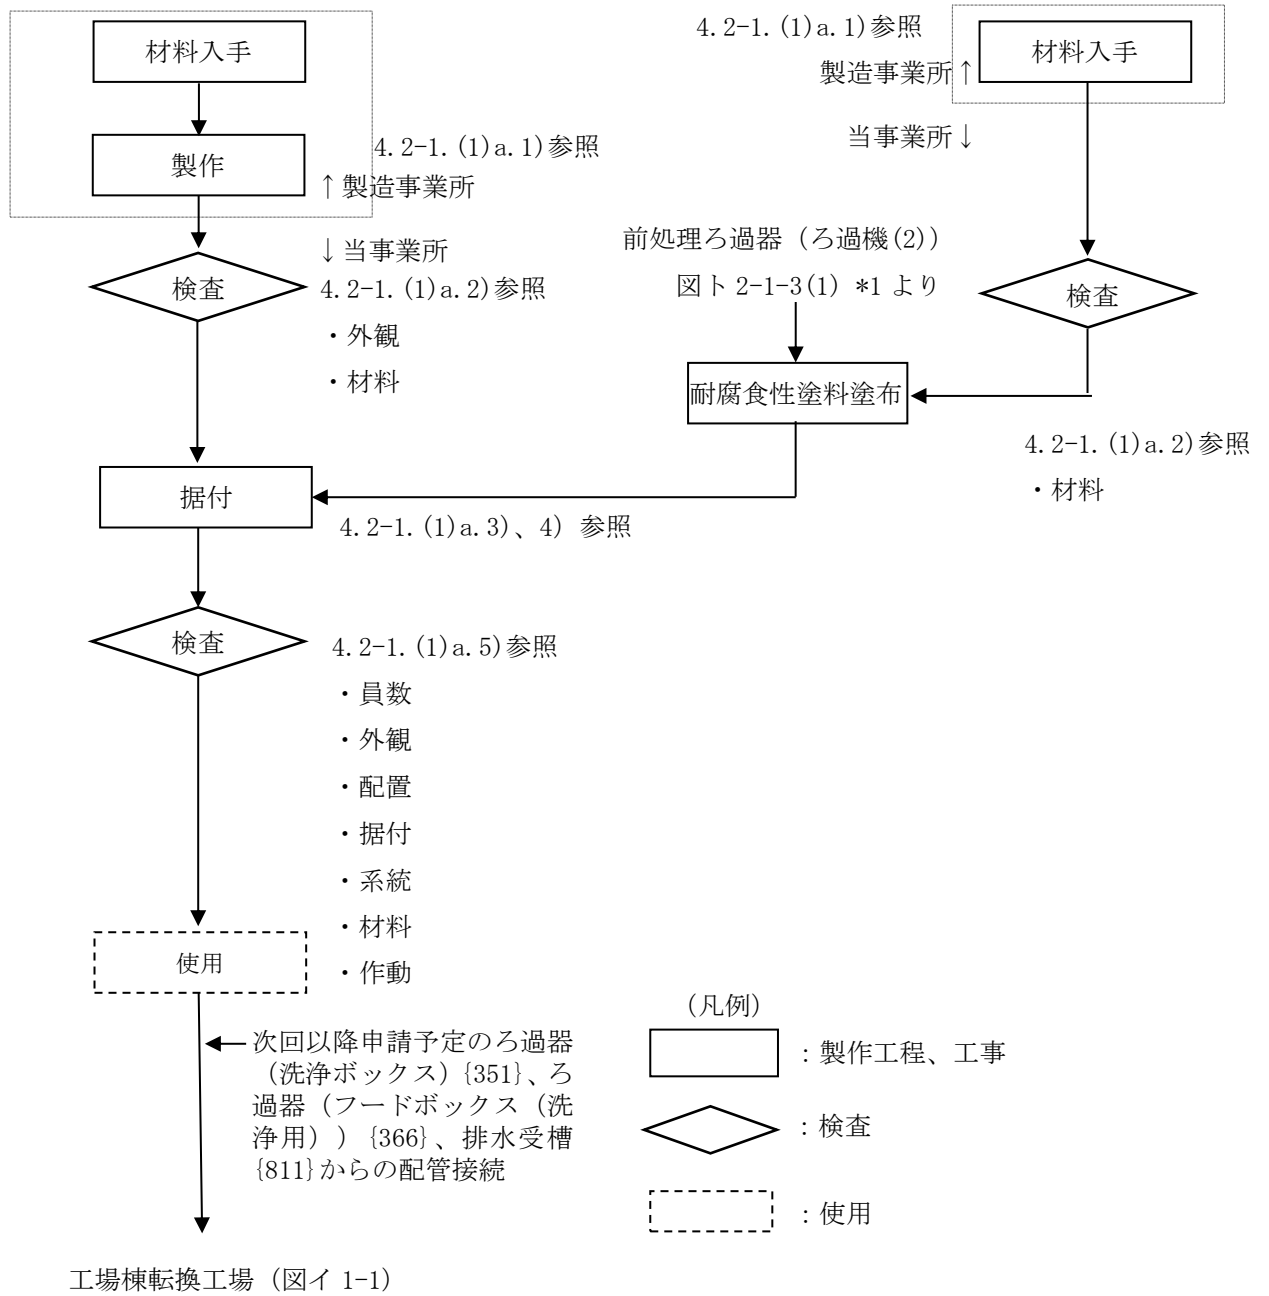 材料入手
製作
4.2-1.(1)a.1)参照
↑製造事業所
↓当事業所
検査
4.2-1.(1)a.2)参照
・外観
・材料
4.2-1.(1)a.1)参照
製造事業所↑
材料入手
当事業所↓
前処理ろ過器（ろ過機(2)）
図ト 2-1-3(1) *1 より
検査
耐腐食性塗料塗布
4.2-1.(1)a.2)参照
・材料
据付
4.2-1.(1)a.3)、4) 参照
検査
4.2-1.(1)a.5)参照
・員数
・外観
・配置
・据付
・系統
・材料
・作動
使用
次回以降申請予定のろ過器
（洗浄ボックス）{351}、ろ
過器（フードボックス（洗
浄用））{366}、排水受槽
{811}からの配管接続
工場棟転換工場（図イ 1-1）
（凡例）
：製作工程、工事
：検査
：使用